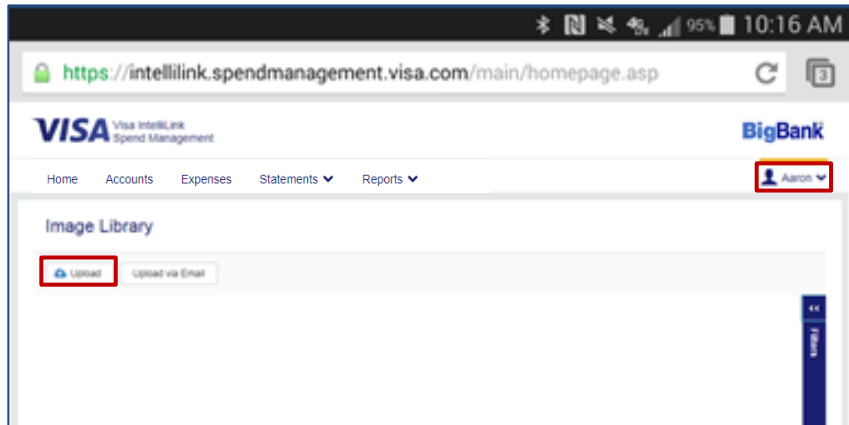 95% 10:16 AM
https://intellilink.spendmanagement.visa.com/main/homepage.asp 3
VISA Visa IntelliLink
Spend Management
BigBank
Home Accounts Expenses Statements Reports Aaron
Image Library
Upload Upload via Email
Filters